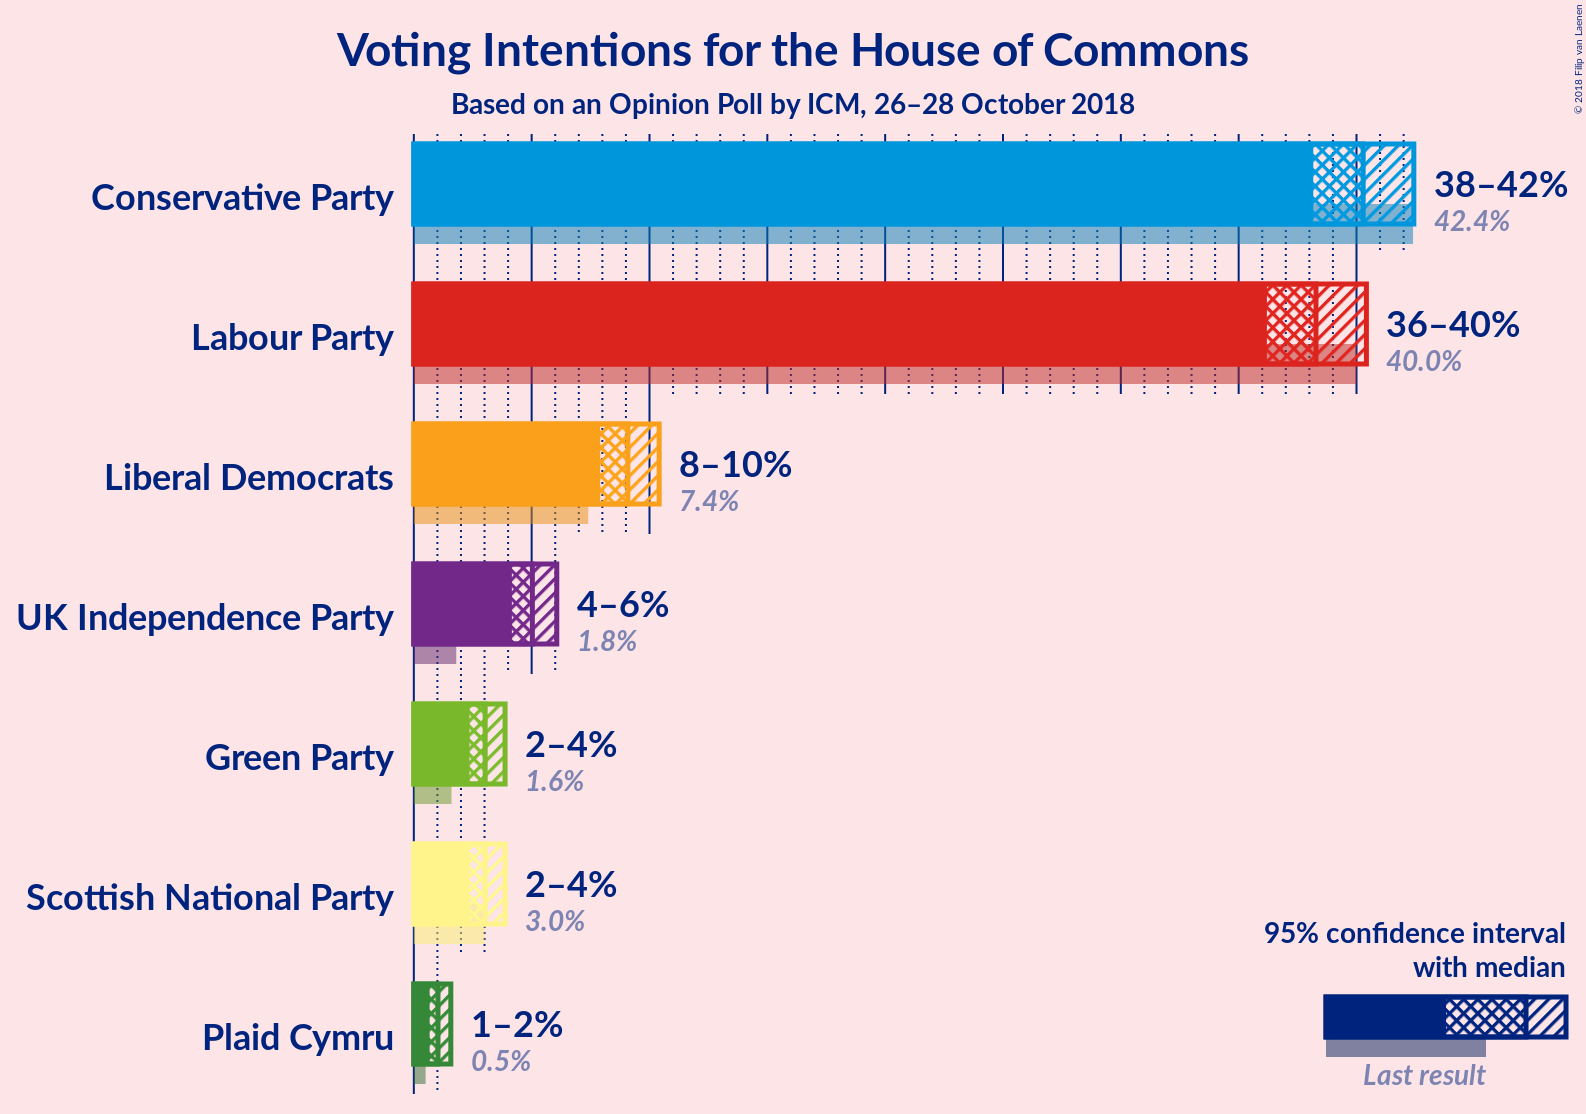 Voting Intentions for the House of Commons
Based on an Opinion Poll by ICM, 26–28 October 2018
© 2018 Filip van Laenen
Conservative Party
38–42%
42.4%
Labour Party
36–40%
40.0%
Liberal Democrats
8–10%
7.4%
UK Independence Party
4–6%
1.8%
Green Party
2–4%
1.6%
Scottish National Party
2–4%
3.0%
Plaid Cymru
1–2%
0.5%
95% confidence interval
with median
Last result